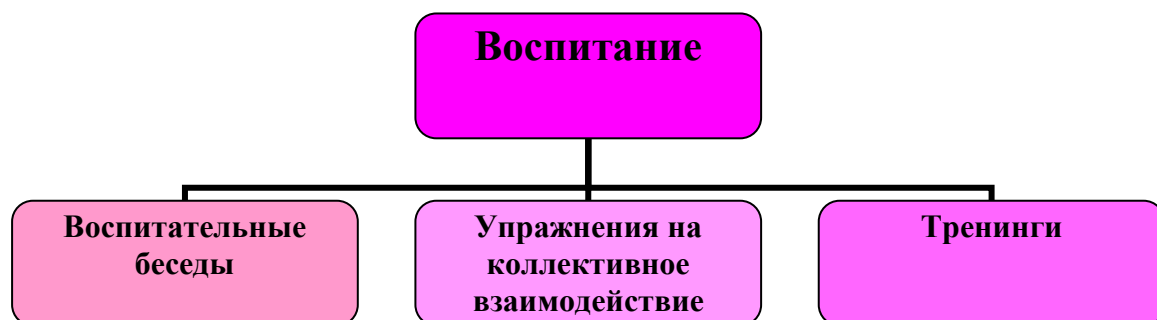 Воспитание
Воспитательные
беседы
Упражнения на
коллективное
взаимодействие
Тренинги